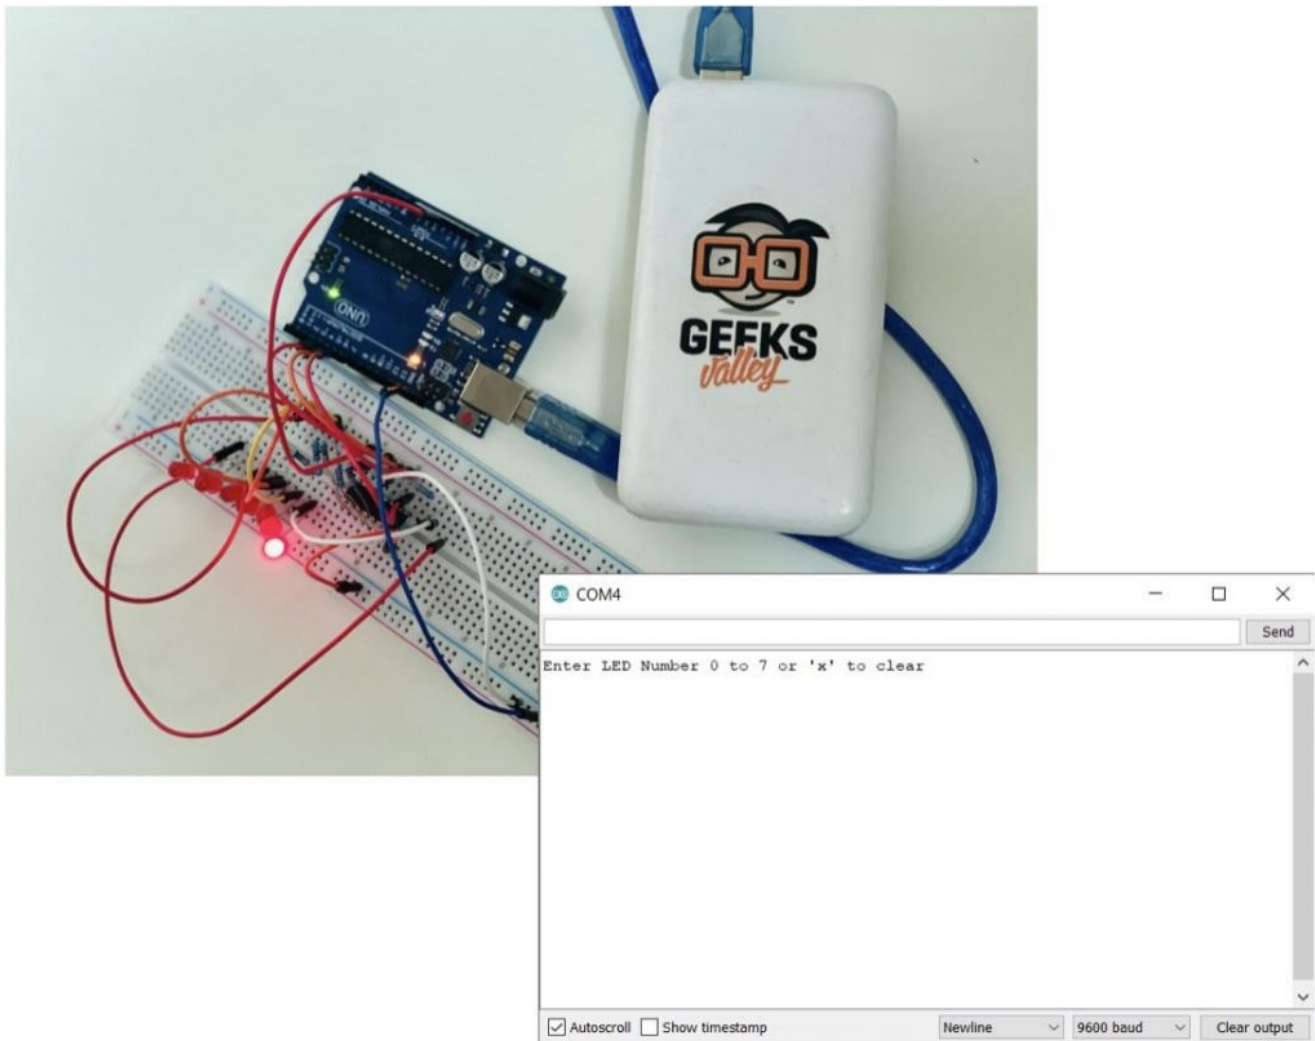 UNO
GEEKS
Valley
TM
COM4
Send
Enter LED Number 0 to 7 or 'x' to clear
Autoscroll
Show timestamp
Newline
9600 baud
Clear output